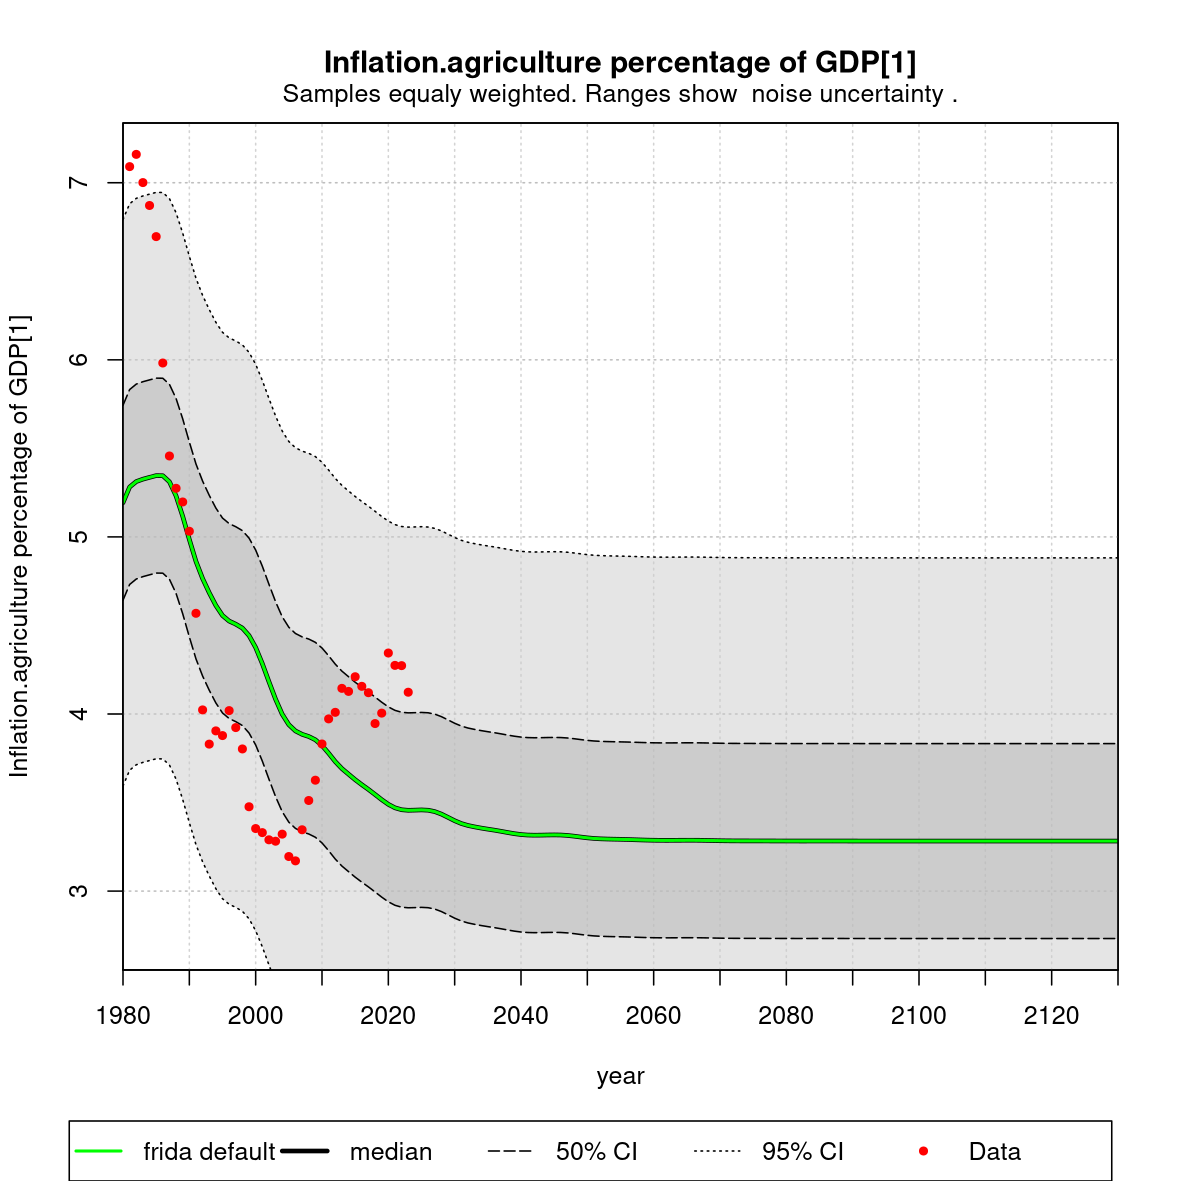 Inflation.agriculture percentage of GDP[1]
Samples equaly weighted. Ranges show  noise uncertainty .
Inflation.agriculture percentage of GDP[1]
7
6
5
4
3
1980 2000 2020 2040 2060 2080 2100 2120
year
frida default median 50% CI 95% CI Data